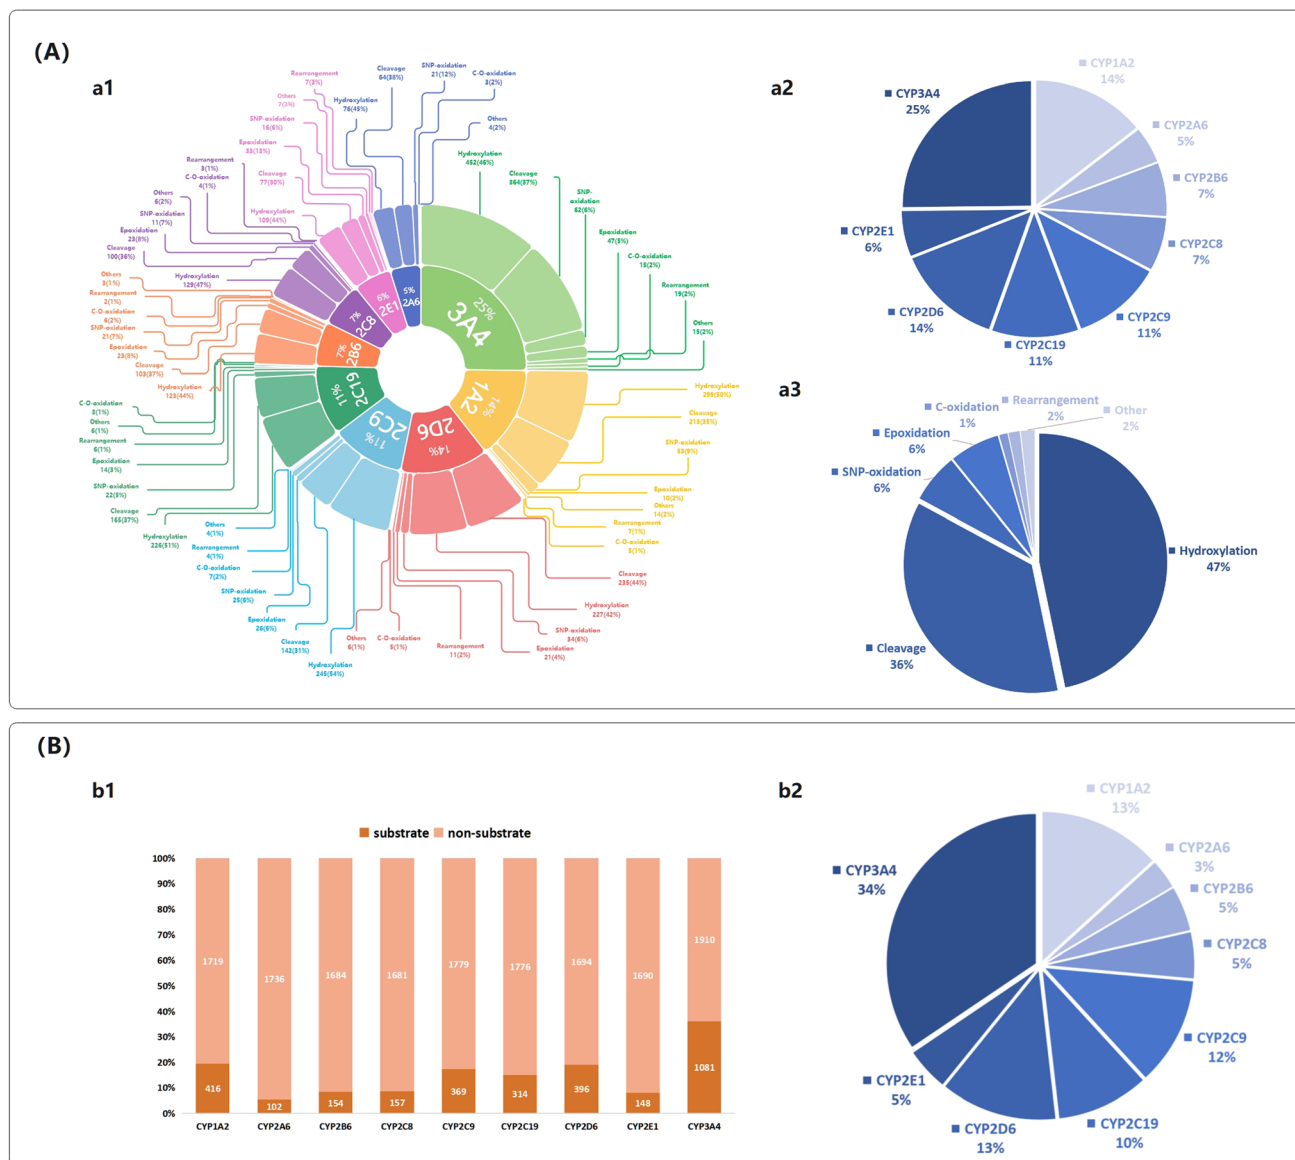 (A)
a1
Rearrangement
7(3%)
Others
7(3%)
SNP-oxidation
16(6%)
Epoxidation
33(13%)
Cleavage
77(30%)
Hydroxylation
109(44%)
Hydroxylation
76(45%)
Cleavage
64(38%)
SNP-oxidation
21(12%)
C-O-oxidation
3(2%)
Others
4(2%)
Hydroxylation
452(46%)
Cleavage
364(37%)
SNP-
oxidation
62(6%)
Epoxidation
47(5%)
C-O-oxidation
15(2%)
Rearrangement
19(2%)
Others
15(2%)
Rearrangement
3(1%)
C-O-oxidation
4(1%)
Others
6(2%)
SNP-oxidation
11(7%)
Epoxidation
23(8%)
Cleavage
100(36%)
Hydroxylation
129(47%)
Others
3(1%)
Rearrangement
2(1%)
C-O-oxidation
6(2%)
SNP-oxidation
21(7%)
Epoxidation
23(8%)
Cleavage
103(37%)
Hydroxylation
123(44%)
C-O-oxidation
3(1%)
Others
6(1%)
Rearrangement
6(1%)
Epoxidation
14(3%)
SNP-oxidation
22(5%)
Cleavage
165(37%)
Hydroxylation
226(51%)
Others
4(1%)
Rearrangement
4(1%)
C-O-oxidation
7(2%)
SNP-oxidation
25(6%)
Epoxidation
26(6%)
Cleavage
142(31%)
Hydroxylation
245(54%)
Others
6(1%)
C-O-oxidation
5(1%)
Rearrangement
11(2%)
Epoxidation
21(4%)
SNP-oxidation
34(6%)
Hydroxylation
227(42%)
Cleavage
235(44%)
C-O-oxidation
5(1%)
Rearrangement
7(1%)
Others
14(2%)
Epoxidation
10(2%)
SNP-oxidation
53(9%)
Cleavage
213(35%)
Hydroxylation
299(50%)
25%
3A4
14%
1A2
14%
2D6
11%
2C9
11%
2C19
7%
2B6
7%
2C8
6%
2E1
5%
2A6
a2
CYP1A2
14%
CYP2A6
5%
CYP2B6
7%
CYP2C8
7%
CYP2C9
11%
CYP2C19
11%
CYP2D6
14%
CYP2E1
6%
CYP3A4
25%
a3
C-oxidation
1%
Rearrangement
2%
Other
2%
Epoxidation
6%
SNP-oxidation
6%
Hydroxylation
47%
Cleavage
36%
(B)
b1
substrate non-substrate
100%
90%
80%
70%
60%
50%
40%
30%
20%
10%
0%
1719 1736 1684 1681 1779 1776 1694 1690 1910
416 102 154 157 369 314 396 148 1081
CYP1A2 CYP2A6 CYP2B6 CYP2C8 CYP2C9 CYP2C19 CYP2D6 CYP2E1 CYP3A4
b2
CYP1A2
13%
CYP2A6
3%
CYP2B6
5%
CYP2C8
5%
CYP2C9
12%
CYP2C19
10%
CYP2D6
13%
CYP2E1
5%
CYP3A4
34%